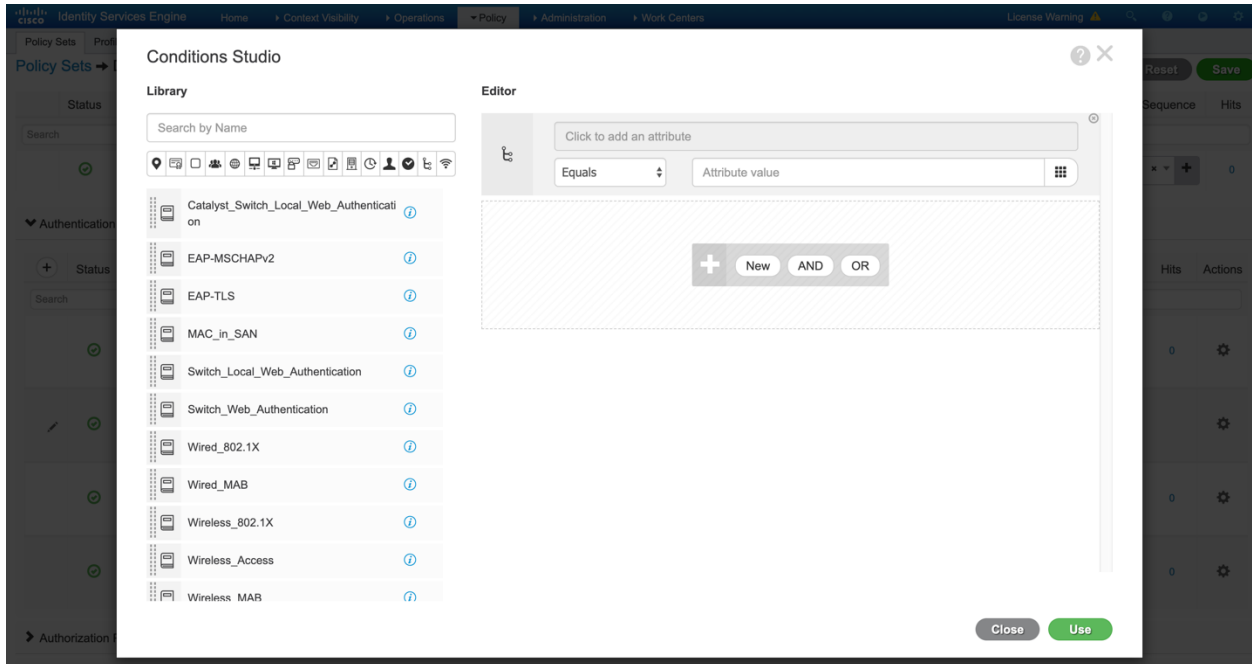 cisco Identity Services Engine Home Context Visibility Operations Policy Administration Work Centers License Warning
Policy Sets
Policy Sets
Reset Save
Status Sequence Hits
Search
0
Authentication
Status Hits Actions
Search
0
0
0
Authorization
Conditions Studio
Library
Search by Name
Catalyst_Switch_Local_Web_Authenticati
on
EAP-MSCHAPv2
EAP-TLS
MAC_in_SAN
Switch_Local_Web_Authentication
Switch_Web_Authentication
Wired_802.1X
Wired_MAB
Wireless_802.1X
Wireless_Access
Wireless_MAB
Editor
Click to add an attribute
Equals Attribute value
New AND OR
Close Use